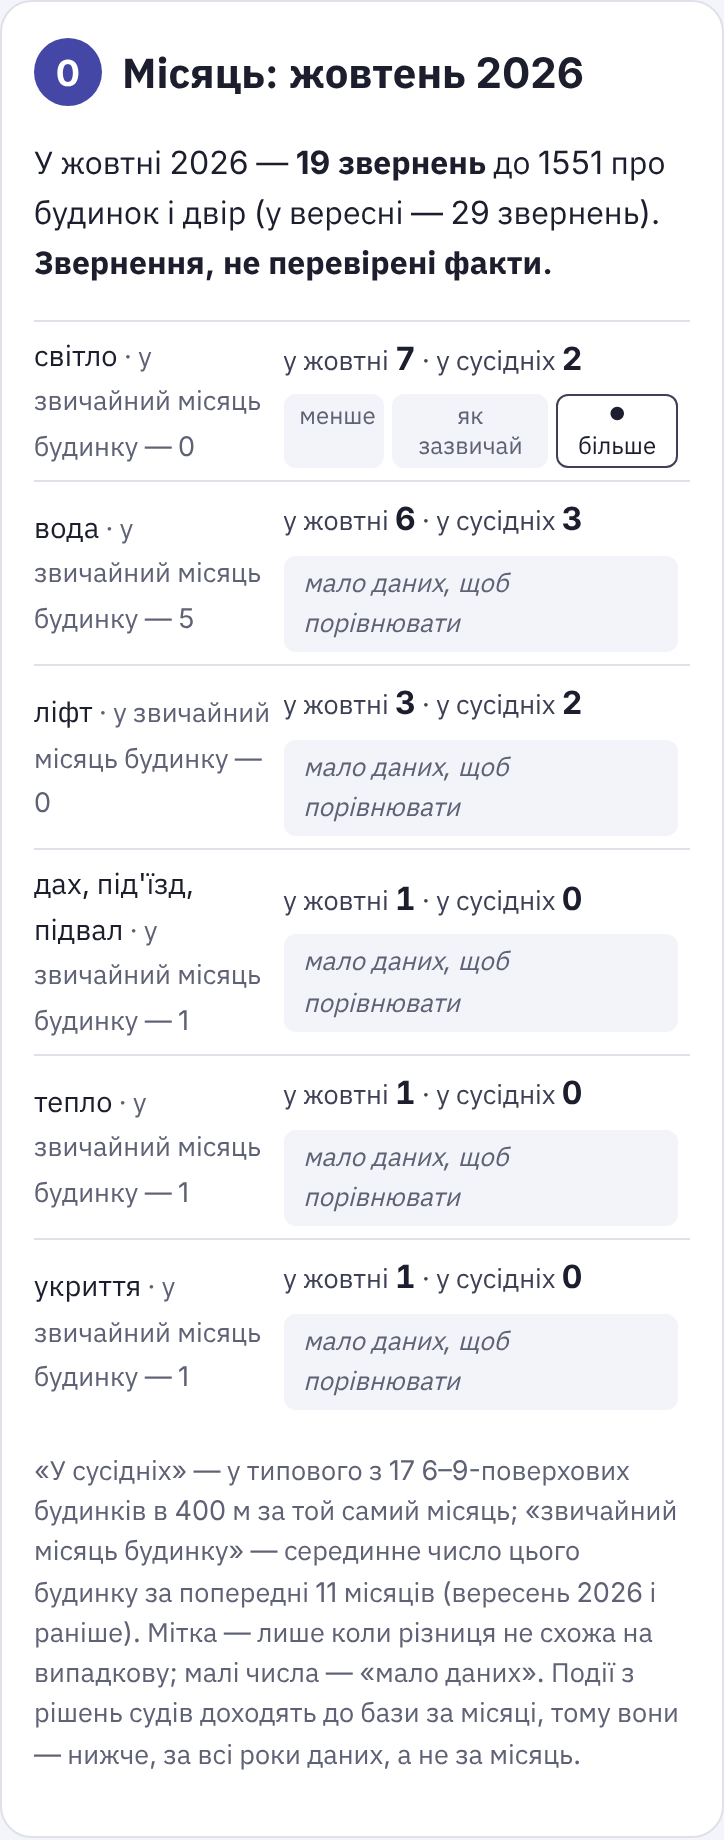 0 Місяць: жовтень 2026
У жовтні 2026 — 19 звернень до 1551 про
будинок і двір (у вересні — 29 звернень).
Звернення, не перевірені факти.
світло · у
звичайний місяць
будинку — 0
у жовтні 7 · у сусідніх 2
менше
як
зазвичай
більше
вода · у
звичайний місяць
будинку — 5
у жовтні 6 · у сусідніх 3
мало даних, щоб
порівнювати
ліфт · у звичайний
місяць будинку —
0
у жовтні 3 · у сусідніх 2
мало даних, щоб
порівнювати
дах, під'їзд,
підвал · у
звичайний місяць
будинку — 1
у жовтні 1 · у сусідніх 0
мало даних, щоб
порівнювати
тепло · у
звичайний місяць
будинку — 1
у жовтні 1 · у сусідніх 0
мало даних, щоб
порівнювати
укриття · у
звичайний місяць
будинку — 1
у жовтні 1 · у сусідніх 0
мало даних, щоб
порівнювати
«У сусідніх» — у типового з 17 6–9-поверхових
будинків в 400 м за той самий місяць; «звичайний
місяць будинку» — серединне число цього
будинку за попередні 11 місяців (вересень 2026 і
раніше). Мітка — лише коли різниця не схожа на
випадкову; малі числа — «мало даних». Події з
рішень судів доходять до бази за місяці, тому вони
— нижче, за всі роки даних, а не за місяць.